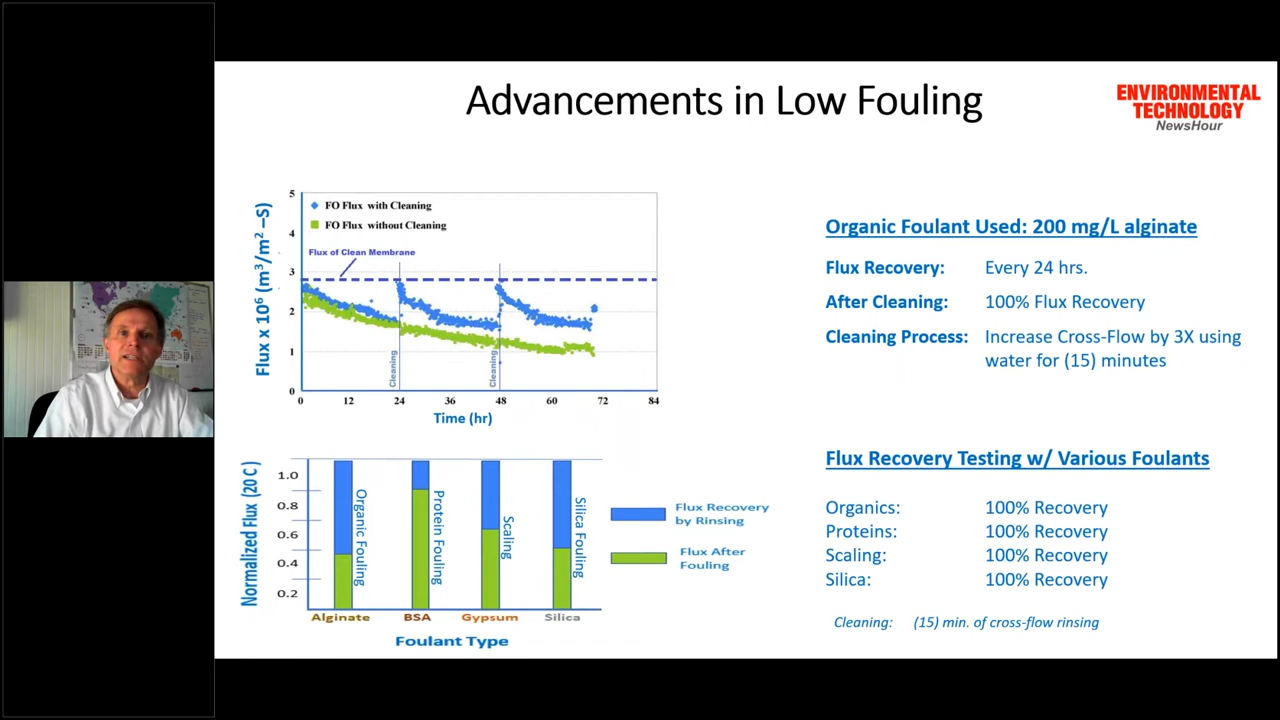 Advancements in Low Fouling
ENVIRONMENTAL
TECHNOLOGY
NewsHour
Flux x 10⁶ (m³/m² –S)
5
4
3
2
1
0
FO Flux with Cleaning
FO Flux without Cleaning
Flux of Clean Membrane
Cleaning
Cleaning
0 12 24 36 48 60 72 84
Time (hr)
Organic Foulant Used: 200 mg/L alginate
Flux Recovery: Every 24 hrs.
After Cleaning: 100% Flux Recovery
Cleaning Process: Increase Cross-Flow by 3X using
water for (15) minutes
Normalized Flux (20 C)
1.0
0.8
0.6
0.4
0.2
Organic Fouling
Protein Fouling
Scaling
Silica Fouling
Alginate BSA Gypsum Silica
Foulant Type
Flux Recovery
by Rinsing
Flux After
Fouling
Flux Recovery Testing w/ Various Foulants
Organics: 100% Recovery
Proteins: 100% Recovery
Scaling: 100% Recovery
Silica: 100% Recovery
Cleaning: (15) min. of cross-flow rinsing